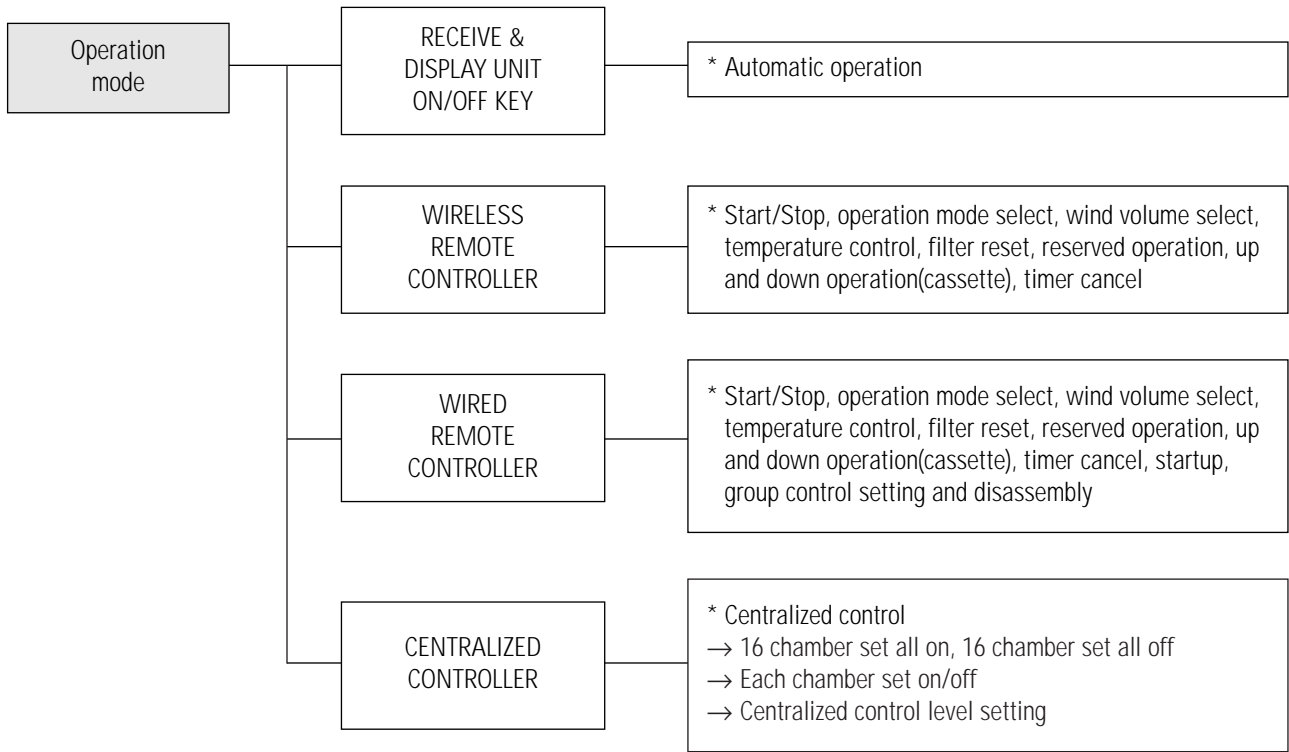 Operation
mode
RECEIVE &
DISPLAY UNIT
ON/OFF KEY
* Automatic operation
WIRELESS
REMOTE
CONTROLLER
* Start/Stop, operation mode select, wind volume select,
temperature control, filter reset, reserved operation, up
and down operation(cassette), timer cancel
WIRED
REMOTE
CONTROLLER
* Start/Stop, operation mode select, wind volume select,
temperature control, filter reset, reserved operation, up
and down operation(cassette), timer cancel, startup,
group control setting and disassembly
CENTRALIZED
CONTROLLER
* Centralized control
→ 16 chamber set all on, 16 chamber set all off
→ Each chamber set on/off
→ Centralized control level setting